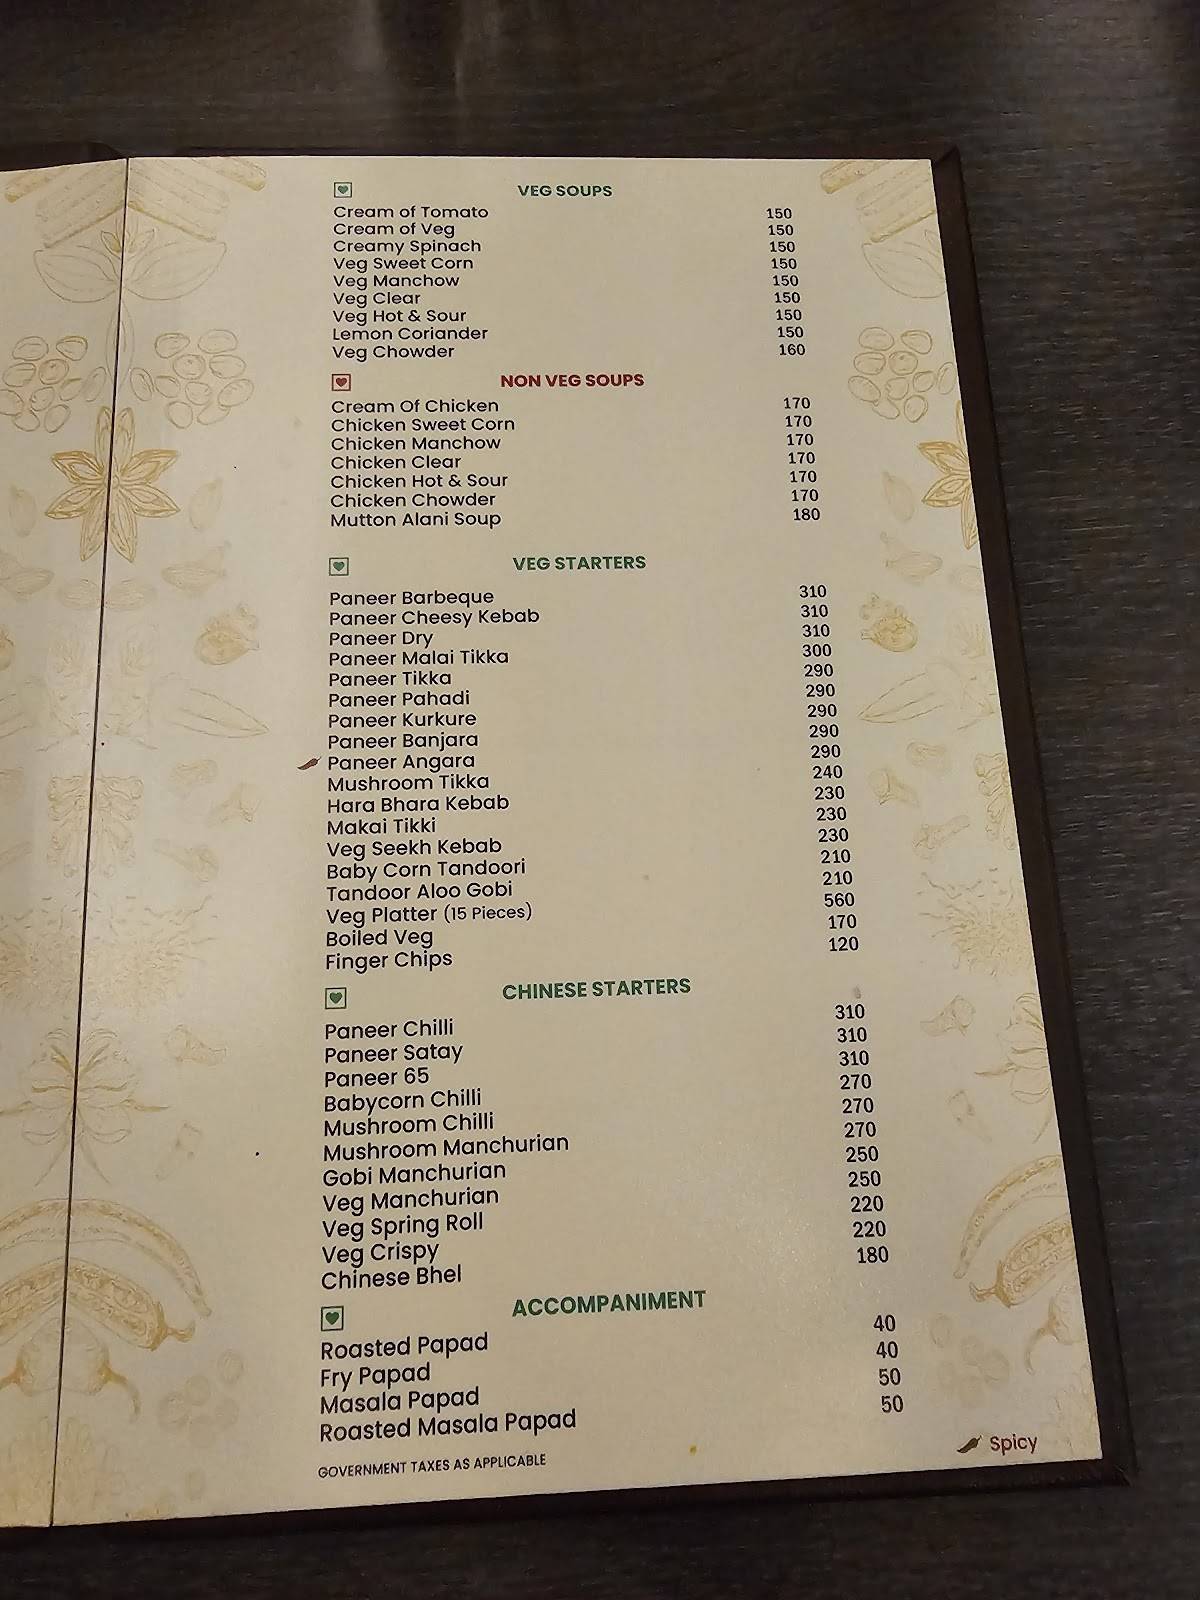 VEG SOUPS
Cream of Tomato 150
Cream of Veg 150
Creamy Spinach 150
Veg Sweet Corn 150
Veg Manchow 150
Veg Clear 150
Veg Hot & Sour 150
Lemon Coriander 150
Veg Chowder 160
NON VEG SOUPS
Cream Of Chicken 170
Chicken Sweet Corn 170
Chicken Manchow 170
Chicken Clear 170
Chicken Hot & Sour 170
Chicken Chowder 170
Mutton Alani Soup 180
VEG STARTERS
Paneer Barbeque 310
Paneer Cheesy Kebab 310
Paneer Dry 310
Paneer Malai Tikka 300
Paneer Tikka 290
Paneer Pahadi 290
Paneer Kurkure 290
Paneer Banjara 290
Paneer Angara 290
Mushroom Tikka 240
Hara Bhara Kebab 230
Makai Tikki 230
Veg Seekh Kebab 230
Baby Corn Tandoori 210
Tandoor Aloo Gobi 210
Veg Platter (15 Pieces) 560
Boiled Veg 170
Finger Chips 120
CHINESE STARTERS
Paneer Chilli 310
Paneer Satay 310
Paneer 65 310
Babycorn Chilli 270
Mushroom Chilli 270
Mushroom Manchurian 270
Gobi Manchurian 250
Veg Manchurian 250
Veg Spring Roll 220
Veg Crispy 220
Chinese Bhel 180
ACCOMPANIMENT
Roasted Papad 40
Fry Papad 40
Masala Papad 50
Roasted Masala Papad 50
GOVERNMENT TAXES AS APPLICABLE
Spicy